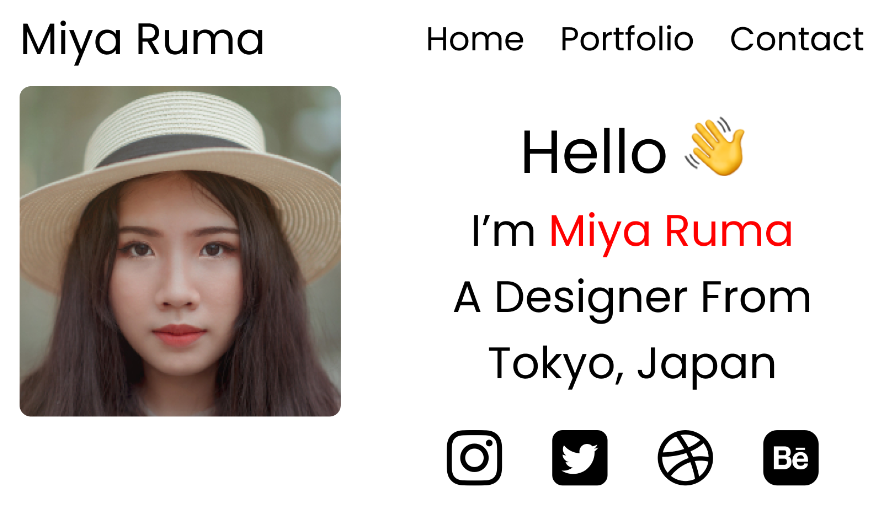 Miya Ruma
Home Portfolio Contact
Hello 👋
I’m Miya Ruma
A Designer From
Tokyo, Japan
Bē